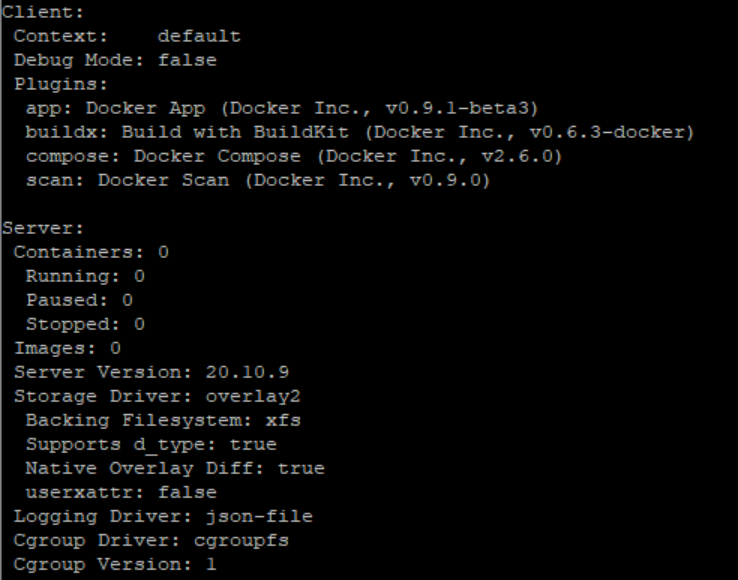 Client:
 Context:    default
 Debug Mode: false
 Plugins:
  app: Docker App (Docker Inc., v0.9.1-beta3)
  buildx: Build with BuildKit (Docker Inc., v0.6.3-docker)
  compose: Docker Compose (Docker Inc., v2.6.0)
  scan: Docker Scan (Docker Inc., v0.9.0)

Server:
 Containers: 0
  Running: 0
  Paused: 0
  Stopped: 0
 Images: 0
 Server Version: 20.10.9
 Storage Driver: overlay2
  Backing Filesystem: xfs
  Supports d_type: true
  Native Overlay Diff: true
  userxattr: false
 Logging Driver: json-file
 Cgroup Driver: cgroupfs
 Cgroup Version: 1